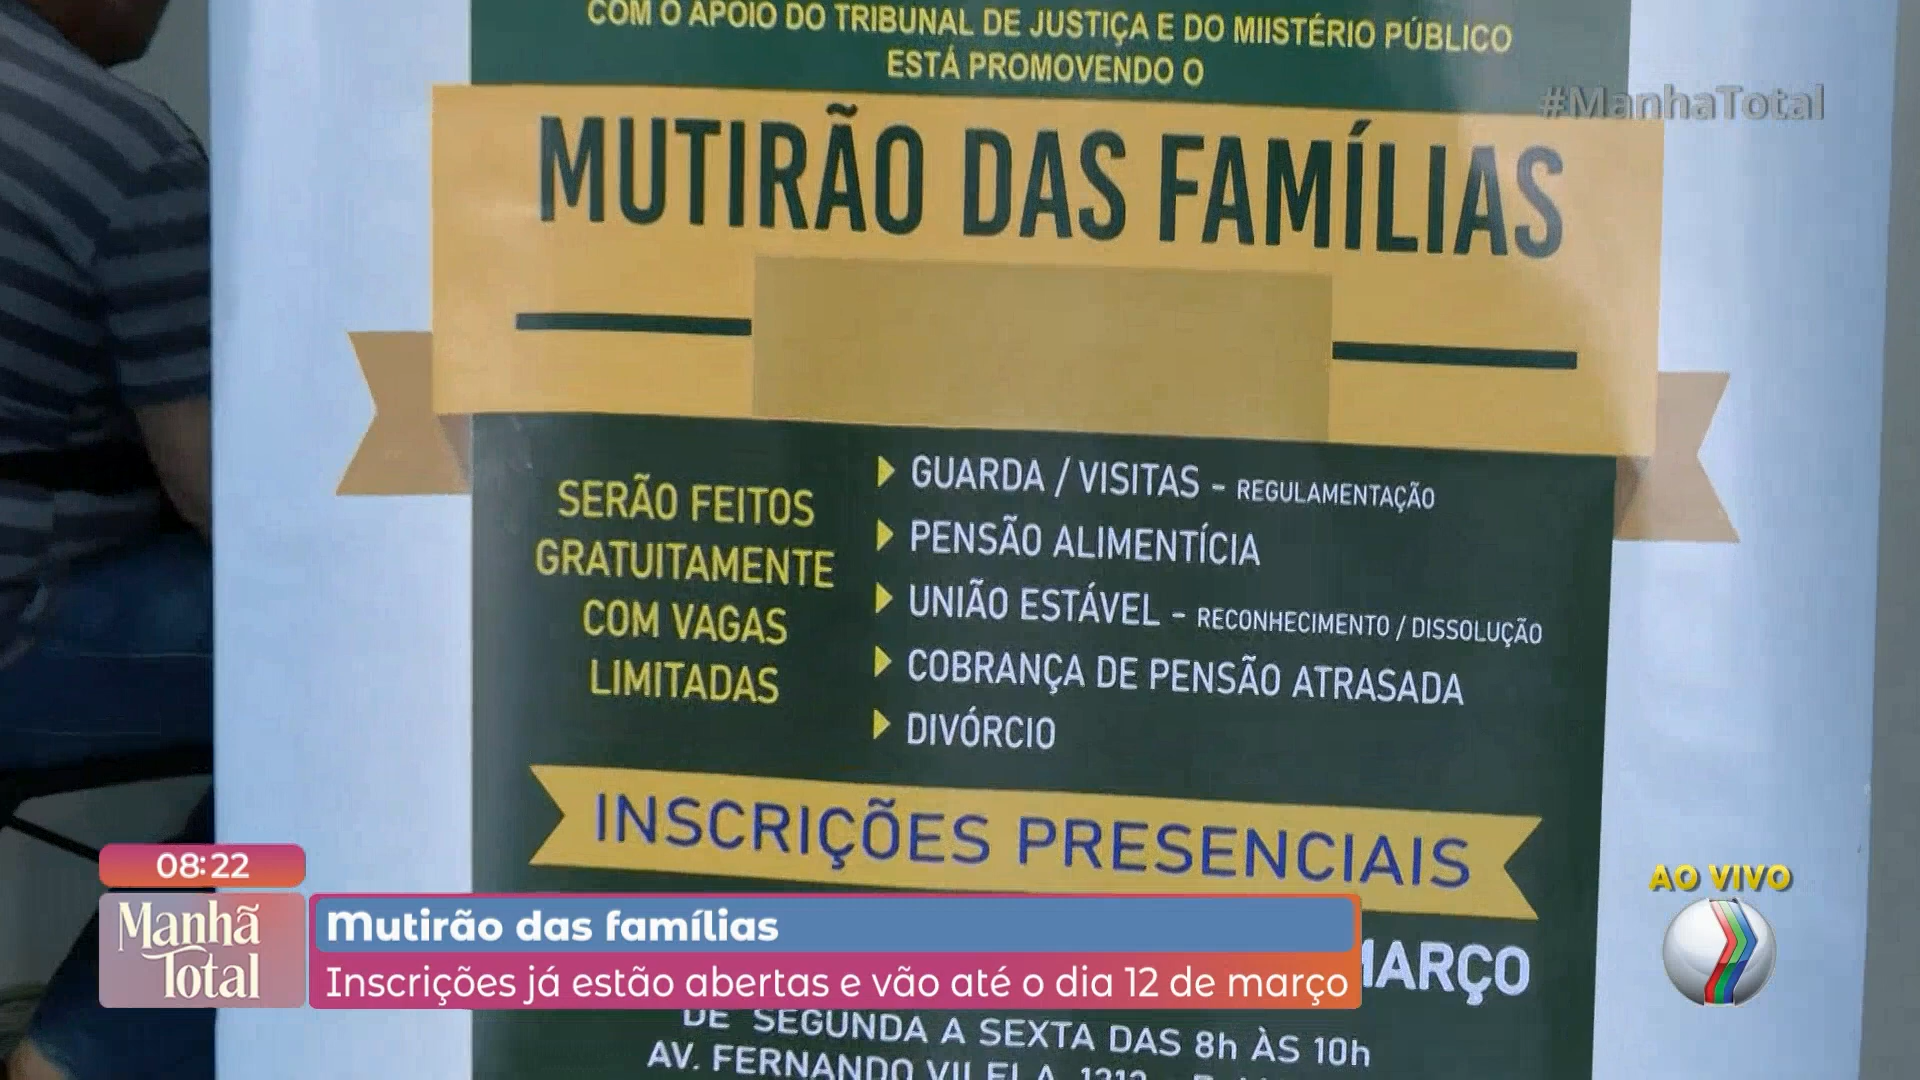 COM O APOIO DO TRIBUNAL DE JUSTIÇA E DO MIISTÉRIO PÚBLICO
ESTÁ PROMOVENDO O
#ManhaTotal
MUTIRÃO DAS FAMÍLIAS
SERÃO FEITOS
GRATUITAMENTE
COM VAGAS
LIMITADAS
GUARDA / VISITAS - REGULAMENTAÇÃO
PENSÃO ALIMENTÍCIA
UNIÃO ESTÁVEL - RECONHECIMENTO / DISSOLUÇÃO
COBRANÇA DE PENSÃO ATRASADA
DIVÓRCIO
INSCRIÇÕES PRESENCIAIS
MARÇO
DE SEGUNDA A SEXTA DAS 8h ÀS 10h
AV. FERNANDO VILELA, 1313 -
08:22
Manhã
Total
Mutirão das famílias
Inscrições já estão abertas e vão até o dia 12 de março
AO VIVO